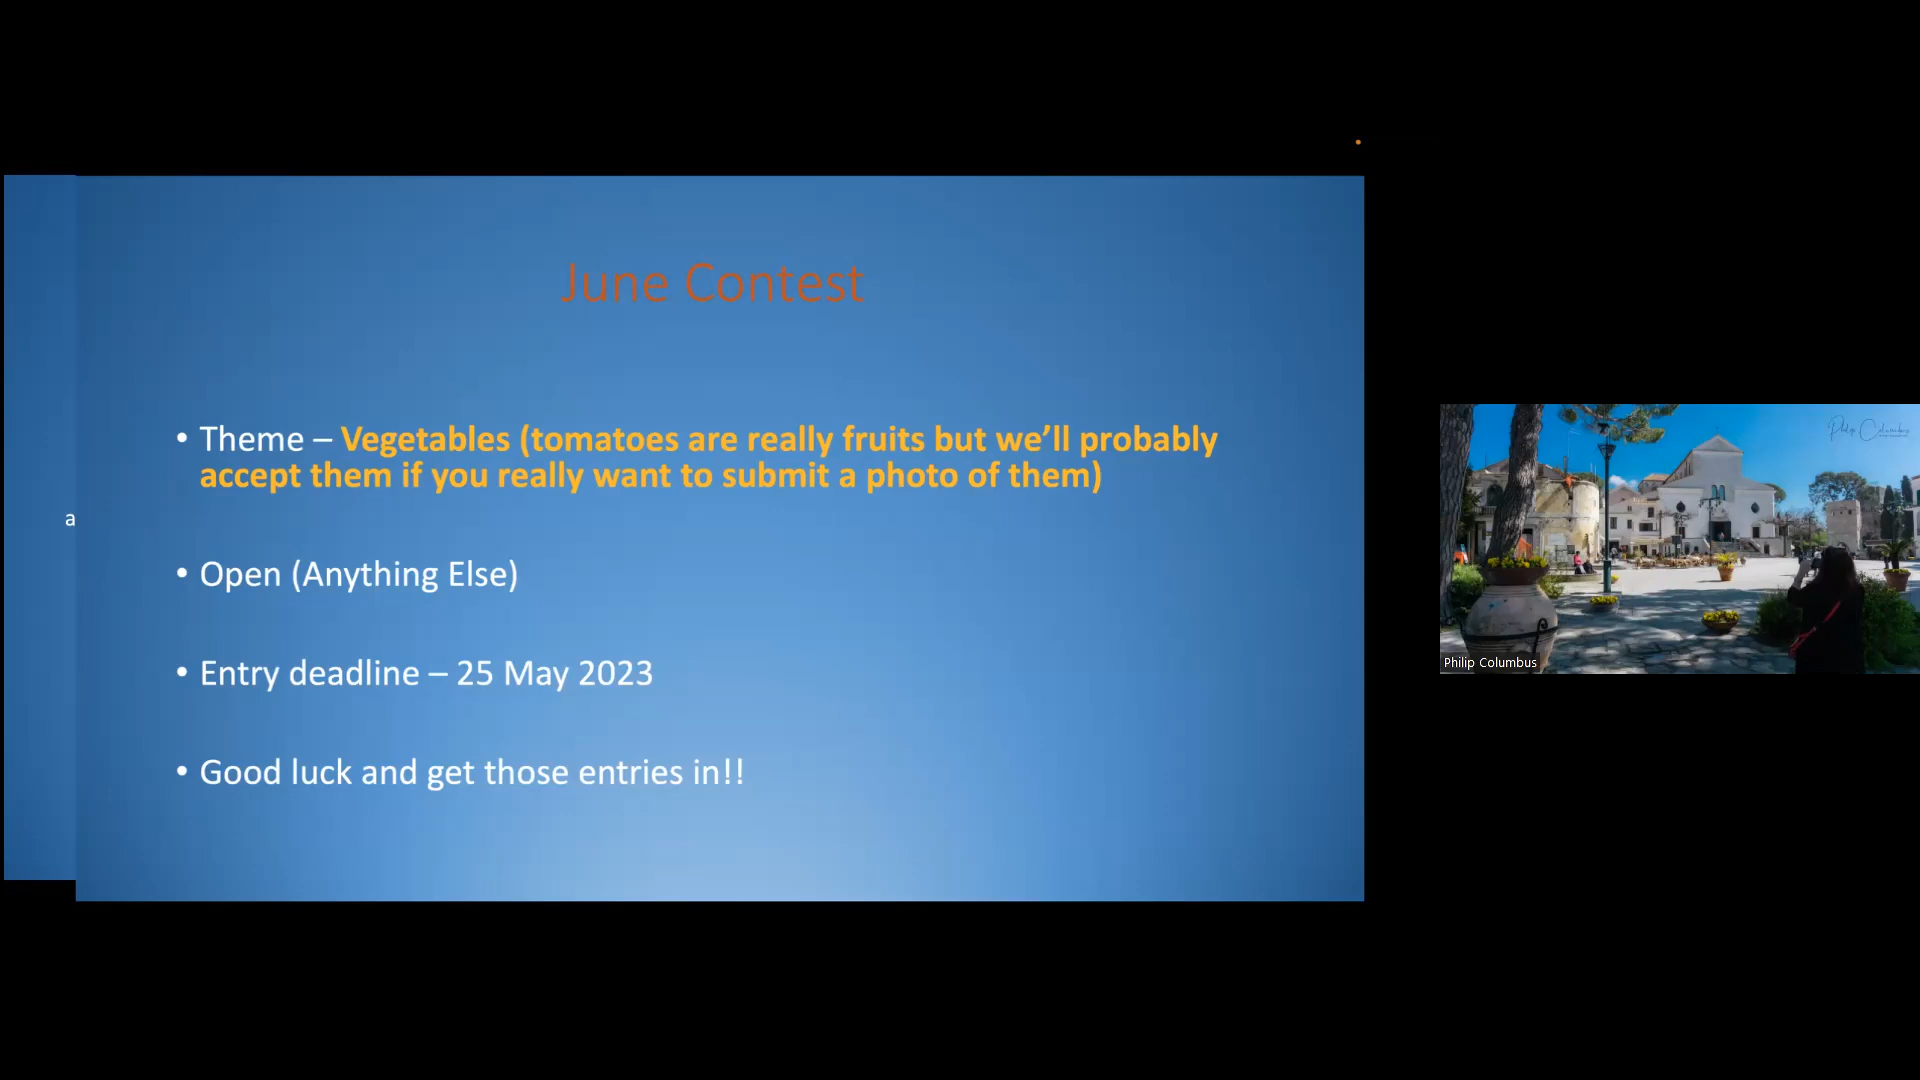 June Contest
• Theme – Vegetables (tomatoes are really fruits but we’ll probably
accept them if you really want to submit a photo of them)
a
• Open (Anything Else)
• Entry deadline – 25 May 2023
• Good luck and get those entries in!!
Philip Columbus
Philip Columbus